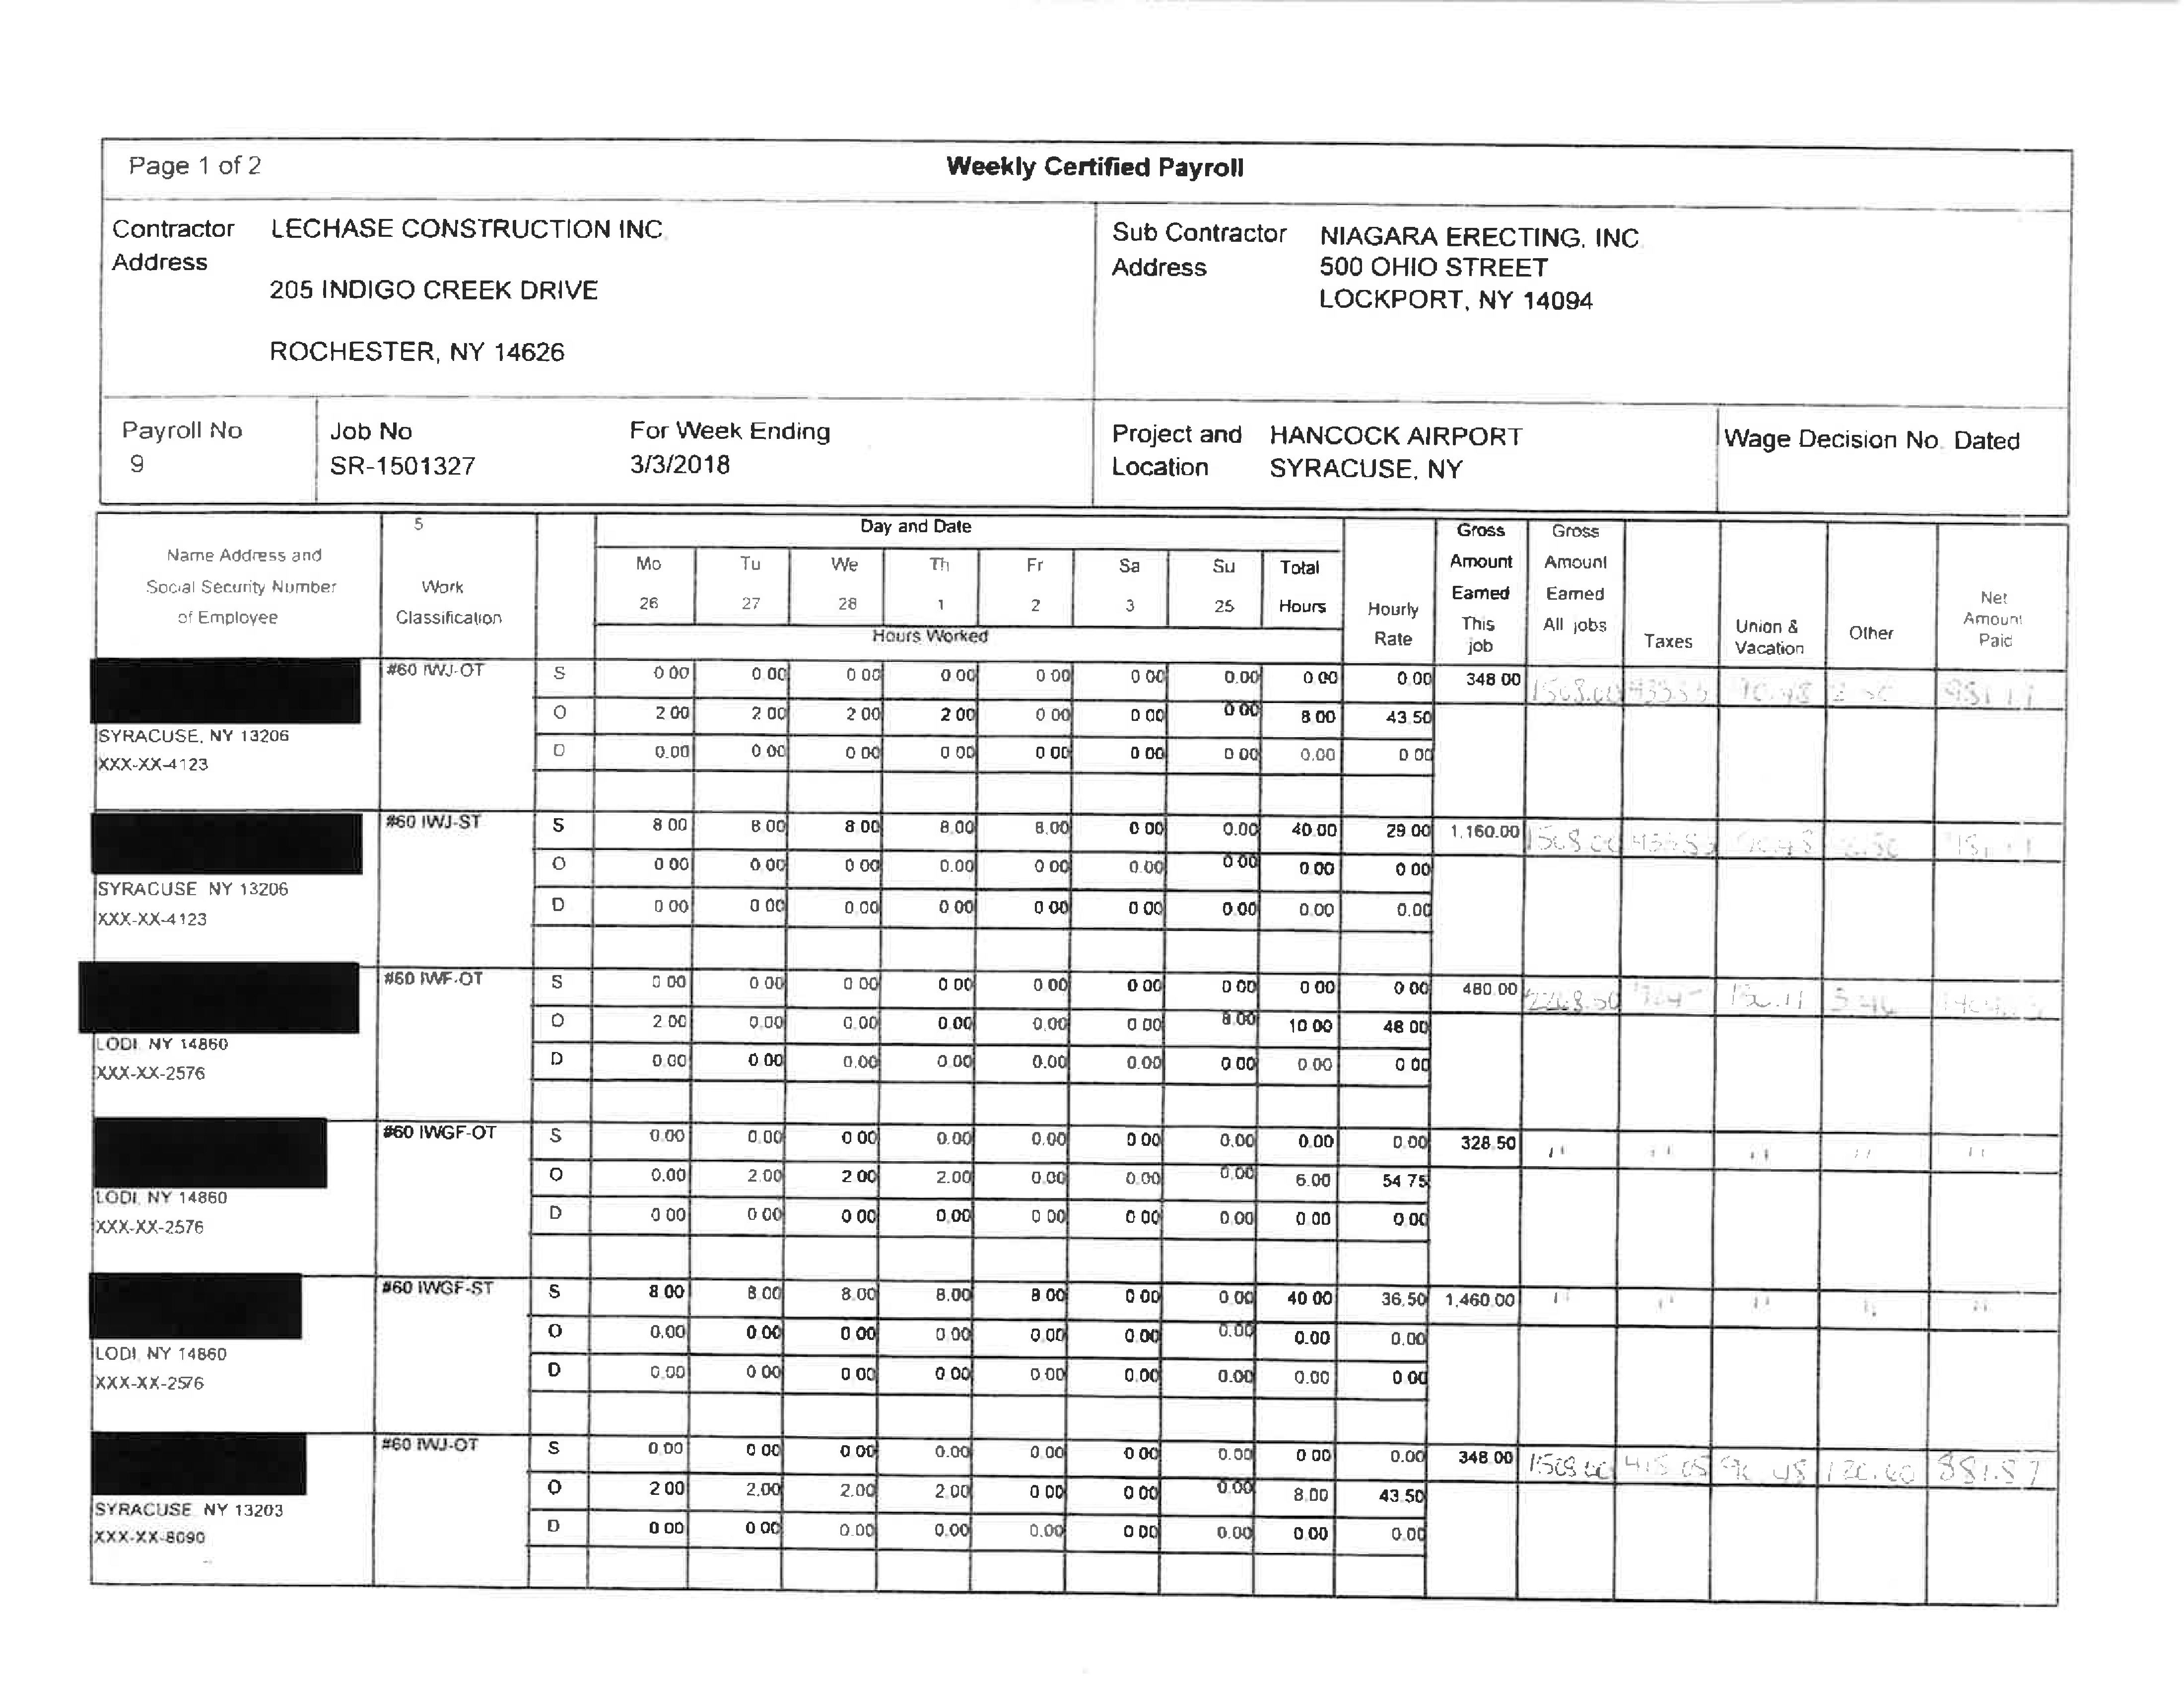 Page 1 of 2
Weekly Certified Payroll
Contractor LECHASE CONSTRUCTION INC.
Address
205 INDIGO CREEK DRIVE
ROCHESTER, NY 14626
Sub Contractor NIAGARA ERECTING, INC
Address 500 OHIO STREET
LOCKPORT, NY 14094
Payroll No Job No For Week Ending
9 SR-1501327 3/3/2018
Project and HANCOCK AIRPORT
Location SYRACUSE, NY
Wage Decision No. Dated
Name Address and Social Security Number of Employee
5 Work Classification
Day and Date
Mo Tu We Th Fr Sa Su Total
26 27 28 1 2 3 25 Hours
Hours Worked
Hourly Rate
Gross Amount Earned This job
Gross Amount Earned All jobs
Taxes
Union & Vacation
Other
Net Amount Paid
#60 IWJ-OT S 0 00 0 00 0 00 0 00 0 00 0 00 0.00 0 00 0.00 348 00
O 2 00 2 00 2 00 2 00 0 00 0 00 0 00 8 00 43.50
SYRACUSE, NY 13206
D 0.00 0 00 0 00 0 00 0 00 0 00 0 00 0.00 0 00
XXX-XX-4123
#60 IWJ-ST S 8 00 8 00 8 00 8.00 8.00 0 00 0.00 40.00 29 00 1,160.00
O 0 00 0 00 0 00 0.00 0 00 0 00 0 00 0 00 0 00
SYRACUSE NY 13206
D 0 00 0 00 0.00 0 00 0 00 0 00 0.00 0.00 0.00
XXX-XX-4123
#60 IWF-OT S 0 00 0 00 0 00 0 00 0 00 0 00 0 00 0 00 0 00 480.00 2268.50
O 2 00 0.00 0.00 0.00 0.00 0 00 8.00 10 00 48 00
LODI NY 14860
D 0.00 0 00 0.00 0.00 0.00 0.00 0 00 0 00 0 00
XXX-XX-2576
#60 IWGF-OT S 0.00 0.00 0 00 0.00 0.00 0 00 0.00 0.00 0 00 328.50 " " " " "
O 0.00 2.00 2 00 2.00 0.00 0.00 0.00 6.00 54 75
LODI, NY 14860
D 0 00 0 00 0 00 0.00 0 00 0 00 0.00 0 00 0 00
XXX-XX-2576
#60 IWGF-ST S 8 00 8.00 8.00 8.00 8 00 0 00 0 00 40 00 36.50 1,460.00 " " " " "
O 0.00 0 00 0 00 0 00 0.00 0.00 0.00 0.00 0.00
LODI, NY 14860
D 0.00 0 00 0 00 0 00 0 00 0.00 0.00 0.00 0 00
XXX-XX-2576
#60 IWJ-OT S 0 00 0 00 0 00 0.00 0.00 0 00 0.00 0 00 0.00 348 00 1508.00 415 05 90.48 120.60 881.87
O 2 00 2.00 2.00 2 00 0 00 0 00 0.00 8.00 43.50
SYRACUSE NY 13203
D 0 00 0 00 0.00 0.00 0.00 0 00 0.00 0 00 0.00
XXX-XX-8090